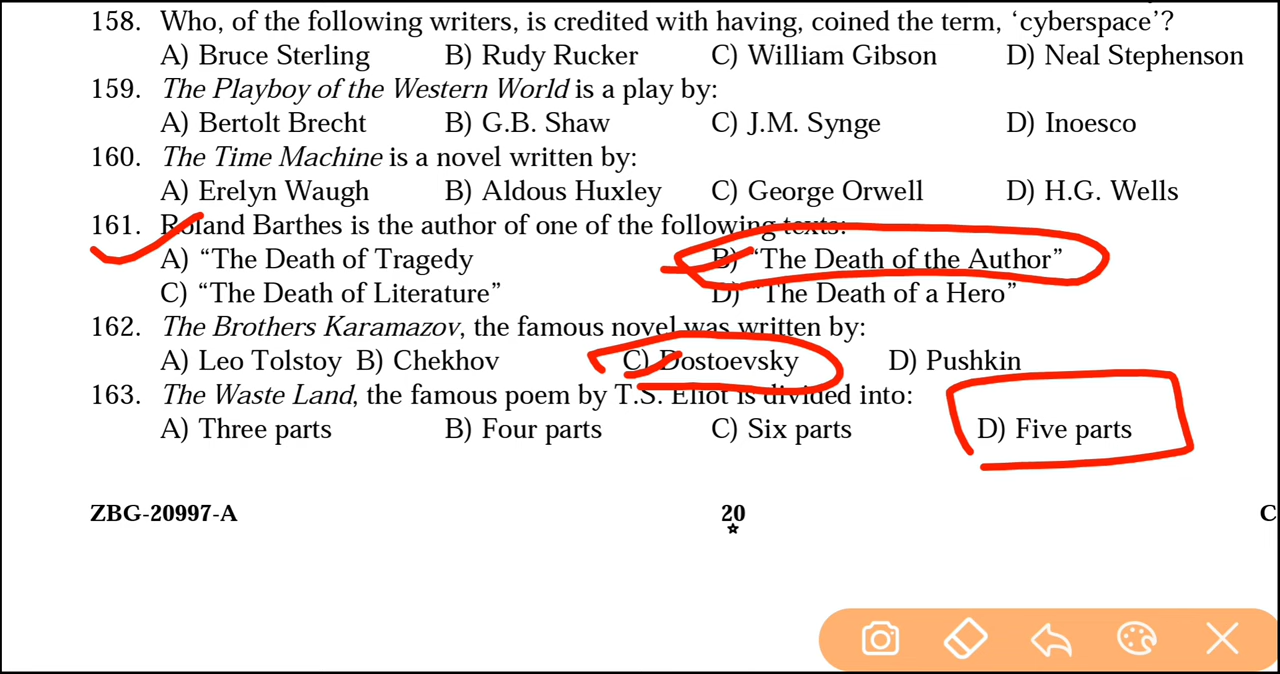 158. Who, of the following writers, is credited with having, coined the term, ‘cyberspace’?
A) Bruce Sterling B) Rudy Rucker C) William Gibson D) Neal Stephenson
159. The Playboy of the Western World is a play by:
A) Bertolt Brecht B) G.B. Shaw C) J.M. Synge D) Inoesco
160. The Time Machine is a novel written by:
A) Erelyn Waugh B) Aldous Huxley C) George Orwell D) H.G. Wells
161. Roland Barthes is the author of one of the following texts:
A) “The Death of Tragedy B) “The Death of the Author”
C) “The Death of Literature” D) “The Death of a Hero”
162. The Brothers Karamazov, the famous novel was written by:
A) Leo Tolstoy B) Chekhov C) Dostoevsky D) Pushkin
163. The Waste Land, the famous poem by T.S. Eliot is divided into:
A) Three parts B) Four parts C) Six parts D) Five parts
ZBG-20997-A 20 C